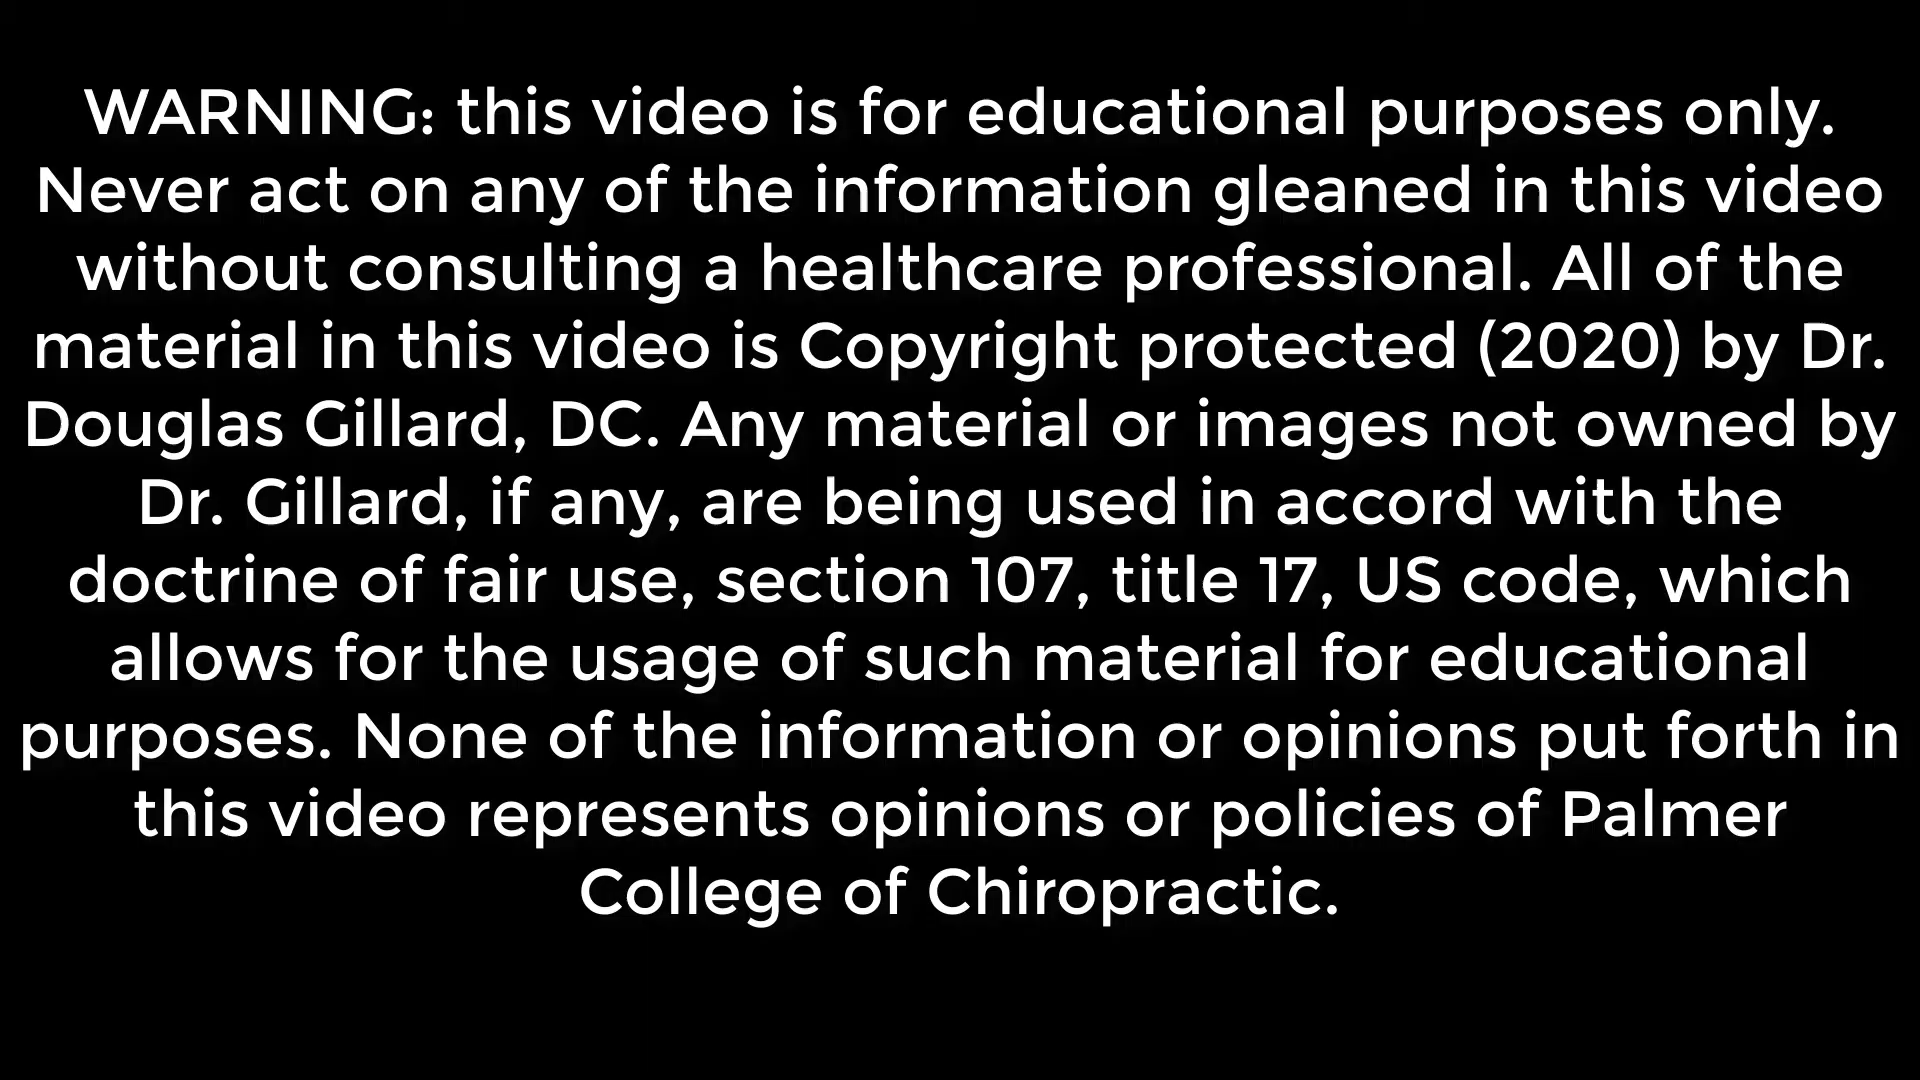 WARNING: this video is for educational purposes only.
Never act on any of the information gleaned in this video
without consulting a healthcare professional. All of the
material in this video is Copyright protected (2020) by Dr.
Douglas Gillard, DC. Any material or images not owned by
Dr. Gillard, if any, are being used in accord with the
doctrine of fair use, section 107, title 17, US code, which
allows for the usage of such material for educational
purposes. None of the information or opinions put forth in
this video represents opinions or policies of Palmer
College of Chiropractic.